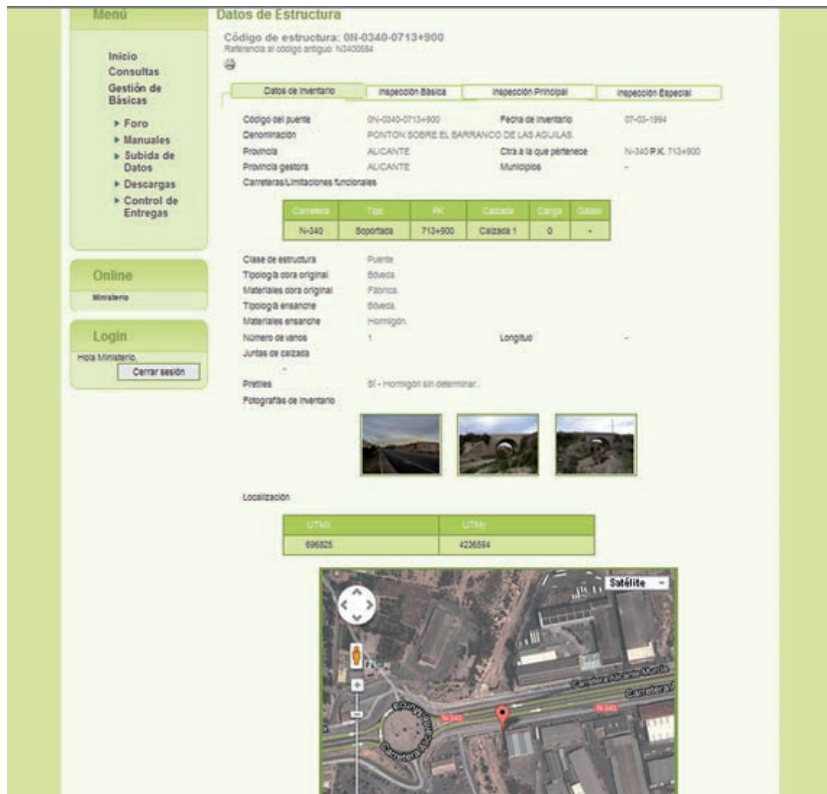 Menú
Inicio
Consultas
Gestión de
Básicas
Foro
Manuales
Subida de
Datos
Descargas
Control de
Entregas
Online
Ministerio
Login
Hola Ministerio,
Cerrar sesión
Datos de Estructura
Código de estructura: 0N-0340-0713+900
Referencia al código antiguo: N3400684
Datos de Inventario Inspección Básica Inspección Principal Inspección Especial
Código del puente 0N-0340-0713+900 Fecha de inventario 07-03-1994
Denominación PONTON SOBRE EL BARRANCO DE LAS AGUILAS.
Provincia ALICANTE Ctra a la que pertenece N-340 P.K. 713+900
Provincia gestora ALICANTE Municipios -
Carreteras/Limitaciones funcionales
Carretera Tipo PK Calzada Carga Gálibo
N-340 Soportada 713+900 Calzada 1 0 -
Clase de estructura Puente
Tipología obra original Bóveda.
Materiales obra original Fábrica.
Tipología ensanche Bóveda.
Materiales ensanche Hormigón.
Número de vanos 1 Longitud -
Juntas de calzada
-
Pretiles SÍ - Hormigón sin determinar..
Fotografías de inventario
Localización
UTMx UTMy
696825 4236594
Satélite
Carretera Alicante-Murcia
Carretera
N-340
N-340